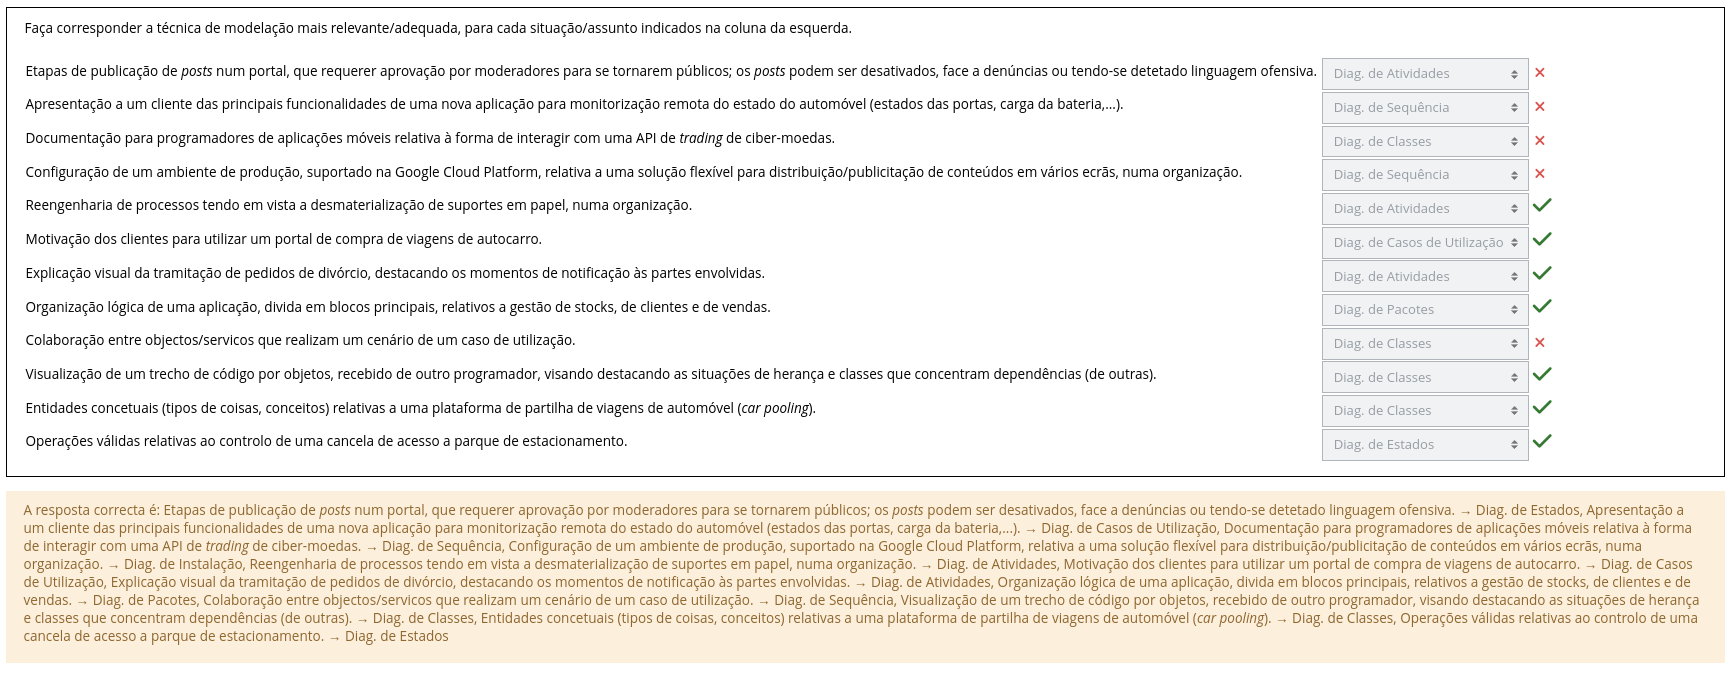 Faça corresponder a técnica de modelação mais relevante/adequada, para cada situação/assunto indicados na coluna da esquerda.
Etapas de publicação de posts num portal, que requerer aprovação por moderadores para se tornarem públicos; os posts podem ser desativados, face a denúncias ou tendo-se detetado linguagem ofensiva. Diag. de Atividades
Apresentação a um cliente das principais funcionalidades de uma nova aplicação para monitorização remota do estado do automóvel (estados das portas, carga da bateria,...). Diag. de Sequência
Documentação para programadores de aplicações móveis relativa à forma de interagir com uma API de trading de ciber-moedas. Diag. de Classes
Configuração de um ambiente de produção, suportado na Google Cloud Platform, relativa a uma solução flexível para distribuição/publicitação de conteúdos em vários ecrãs, numa organização. Diag. de Sequência
Reengenharia de processos tendo em vista a desmaterialização de suportes em papel, numa organização. Diag. de Atividades
Motivação dos clientes para utilizar um portal de compra de viagens de autocarro. Diag. de Casos de Utilização
Explicação visual da tramitação de pedidos de divórcio, destacando os momentos de notificação às partes envolvidas. Diag. de Atividades
Organização lógica de uma aplicação, divida em blocos principais, relativos a gestão de stocks, de clientes e de vendas. Diag. de Pacotes
Colaboração entre objectos/servicos que realizam um cenário de um caso de utilização. Diag. de Classes
Visualização de um trecho de código por objetos, recebido de outro programador, visando destacando as situações de herança e classes que concentram dependências (de outras). Diag. de Classes
Entidades concetuais (tipos de coisas, conceitos) relativas a uma plataforma de partilha de viagens de automóvel (car pooling). Diag. de Classes
Operações válidas relativas ao controlo de uma cancela de acesso a parque de estacionamento. Diag. de Estados
A resposta correcta é: Etapas de publicação de posts num portal, que requerer aprovação por moderadores para se tornarem públicos; os posts podem ser desativados, face a denúncias ou tendo-se detetado linguagem ofensiva. → Diag. de Estados, Apresentação a
um cliente das principais funcionalidades de uma nova aplicação para monitorização remota do estado do automóvel (estados das portas, carga da bateria,...). → Diag. de Casos de Utilização, Documentação para programadores de aplicações móveis relativa à forma
de interagir com uma API de trading de ciber-moedas. → Diag. de Sequência, Configuração de um ambiente de produção, suportado na Google Cloud Platform, relativa a uma solução flexível para distribuição/publicitação de conteúdos em vários ecrãs, numa
organização. → Diag. de Instalação, Reengenharia de processos tendo em vista a desmaterialização de suportes em papel, numa organização. → Diag. de Atividades, Motivação dos clientes para utilizar um portal de compra de viagens de autocarro. → Diag. de Casos
de Utilização, Explicação visual da tramitação de pedidos de divórcio, destacando os momentos de notificação às partes envolvidas. → Diag. de Atividades, Organização lógica de uma aplicação, divida em blocos principais, relativos a gestão de stocks, de clientes e de
vendas. → Diag. de Pacotes, Colaboração entre objectos/servicos que realizam um cenário de um caso de utilização. → Diag. de Sequência, Visualização de um trecho de código por objetos, recebido de outro programador, visando destacando as situações de herança
e classes que concentram dependências (de outras). → Diag. de Classes, Entidades concetuais (tipos de coisas, conceitos) relativas a uma plataforma de partilha de viagens de automóvel (car pooling). → Diag. de Classes, Operações válidas relativas ao controlo de uma
cancela de acesso a parque de estacionamento. → Diag. de Estados